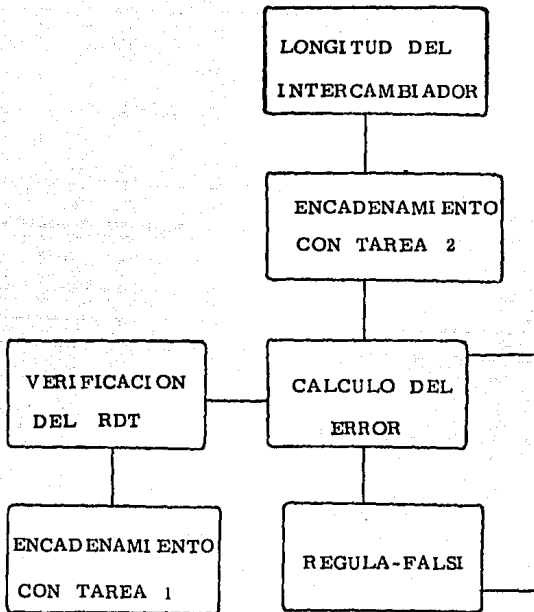 LONGITUD DEL
INTERCAMBIADOR
ENCADENAMIENTO
CON TAREA 2
VERIFICACION
DEL RDT
CALCULO DEL
ERROR
ENCADENAMIENTO
CON TAREA 1
REGULA-FALSI